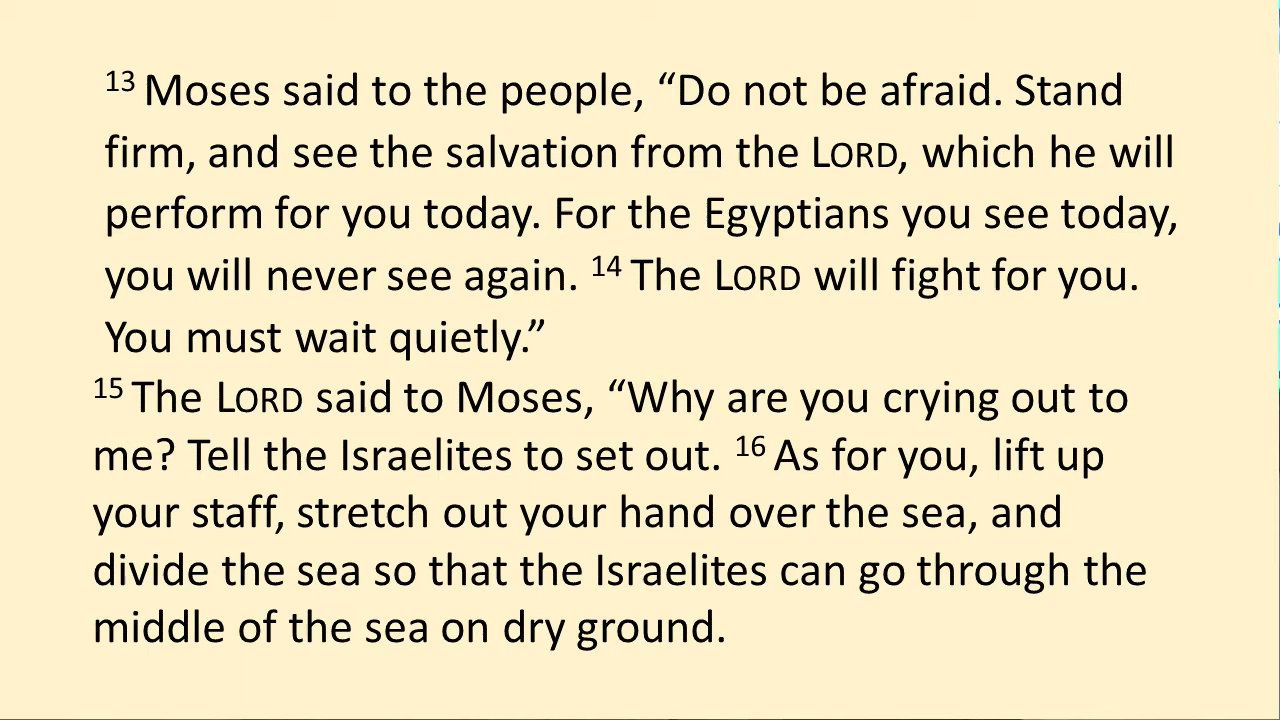 13 Moses said to the people, “Do not be afraid. Stand
firm, and see the salvation from the LORD, which he will
perform for you today. For the Egyptians you see today,
you will never see again. 14 The LORD will fight for you.
You must wait quietly.”
15 The LORD said to Moses, “Why are you crying out to
me? Tell the Israelites to set out. 16 As for you, lift up
your staff, stretch out your hand over the sea, and
divide the sea so that the Israelites can go through the
middle of the sea on dry ground.